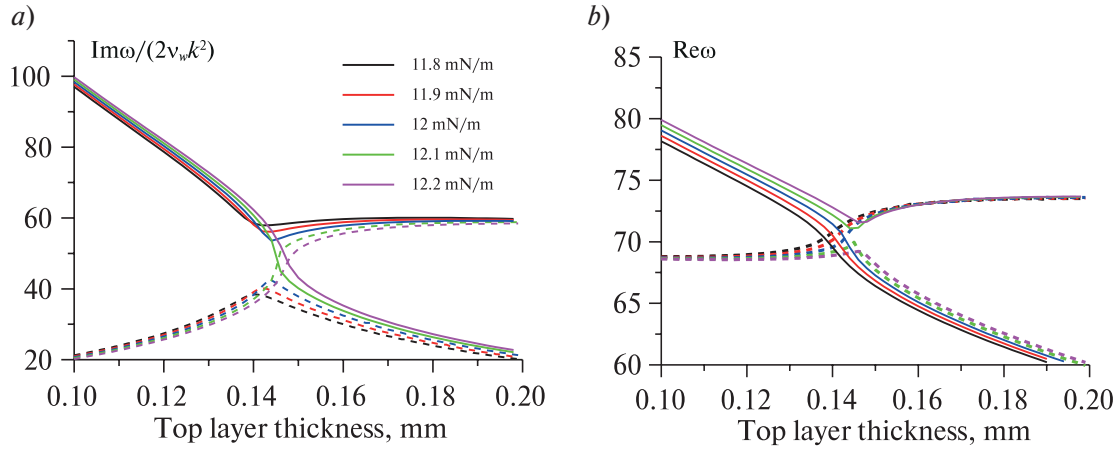 a)
Imω/(2ν_w k²)
11.8 mN/m
11.9 mN/m
12 mN/m
12.1 mN/m
12.2 mN/m
100
80
60
40
20
0.10 0.12 0.14 0.16 0.18 0.20
Top layer thickness, mm
b)
Reω
85
80
75
70
65
60
0.10 0.12 0.14 0.16 0.18 0.20
Top layer thickness, mm